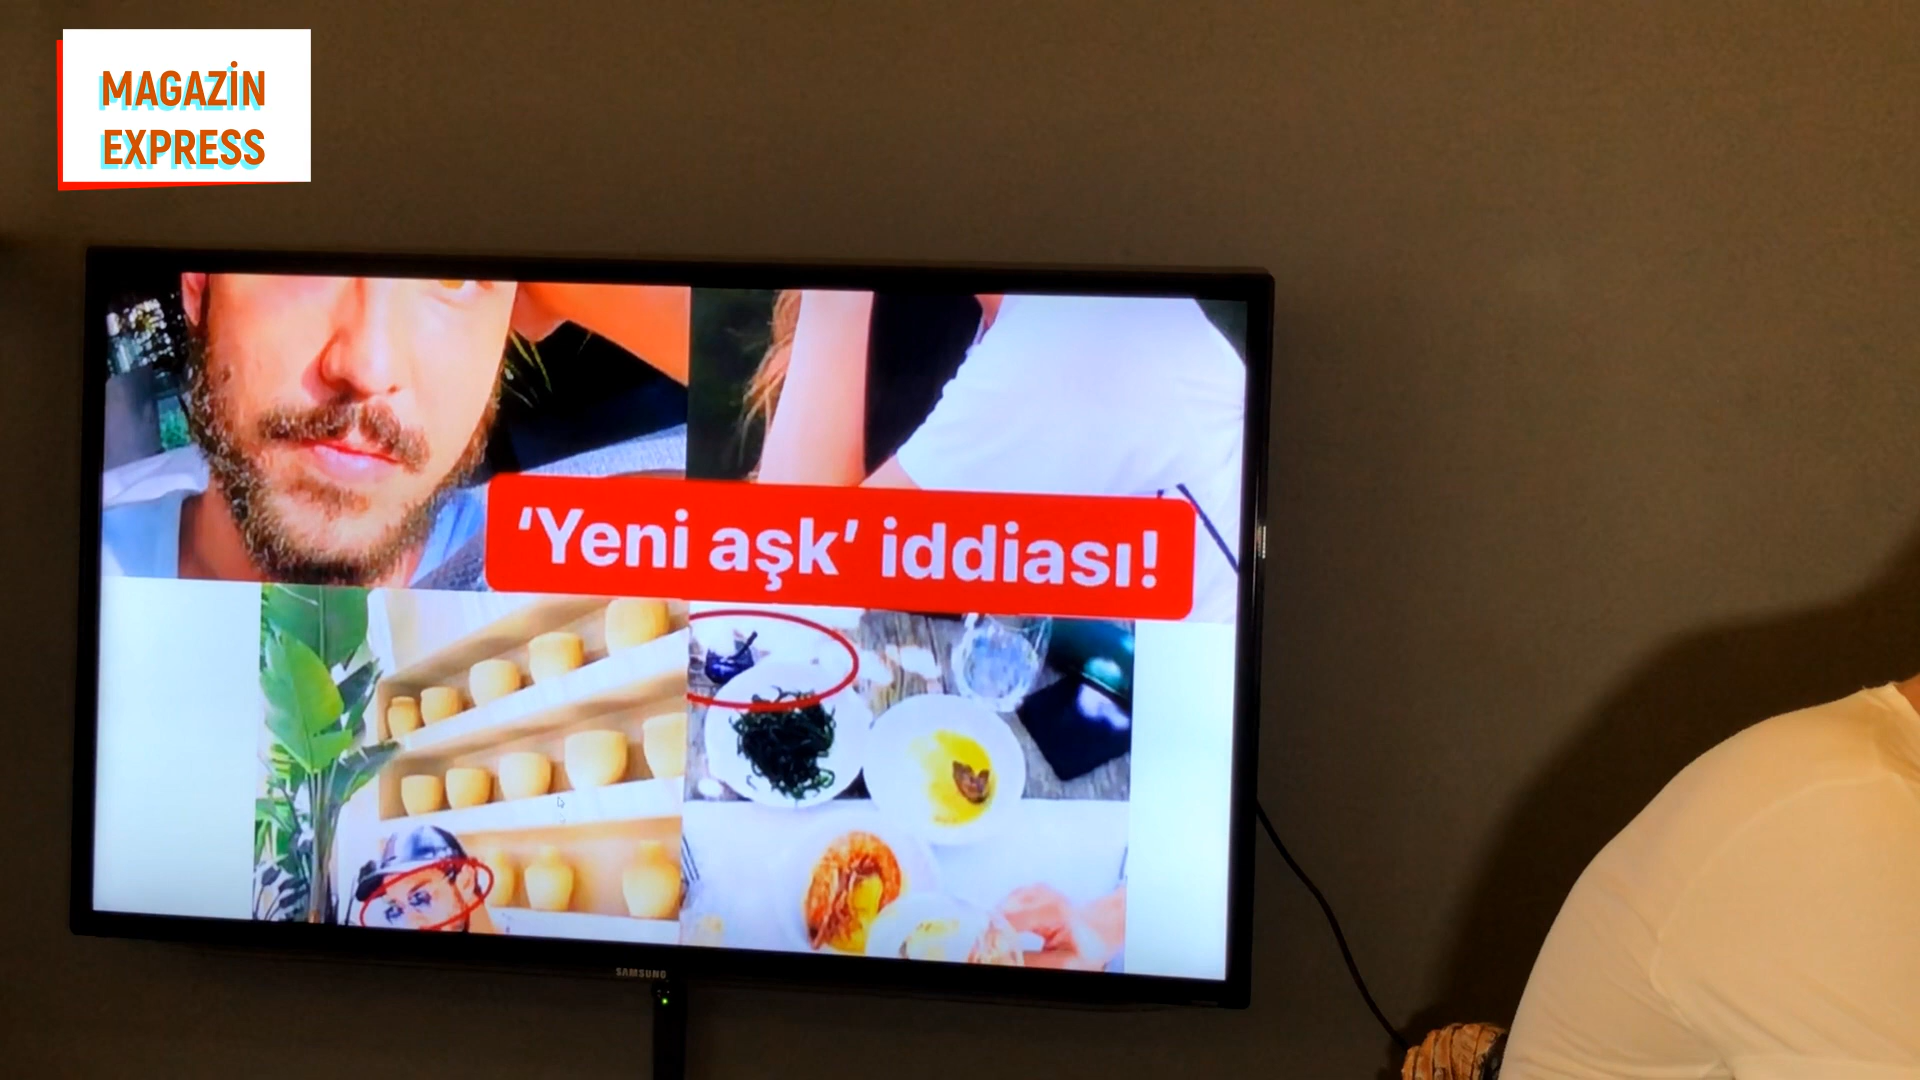 MAGAZİN
EXPRESS
‘Yeni aşk’ iddiası!
SAMSUNG